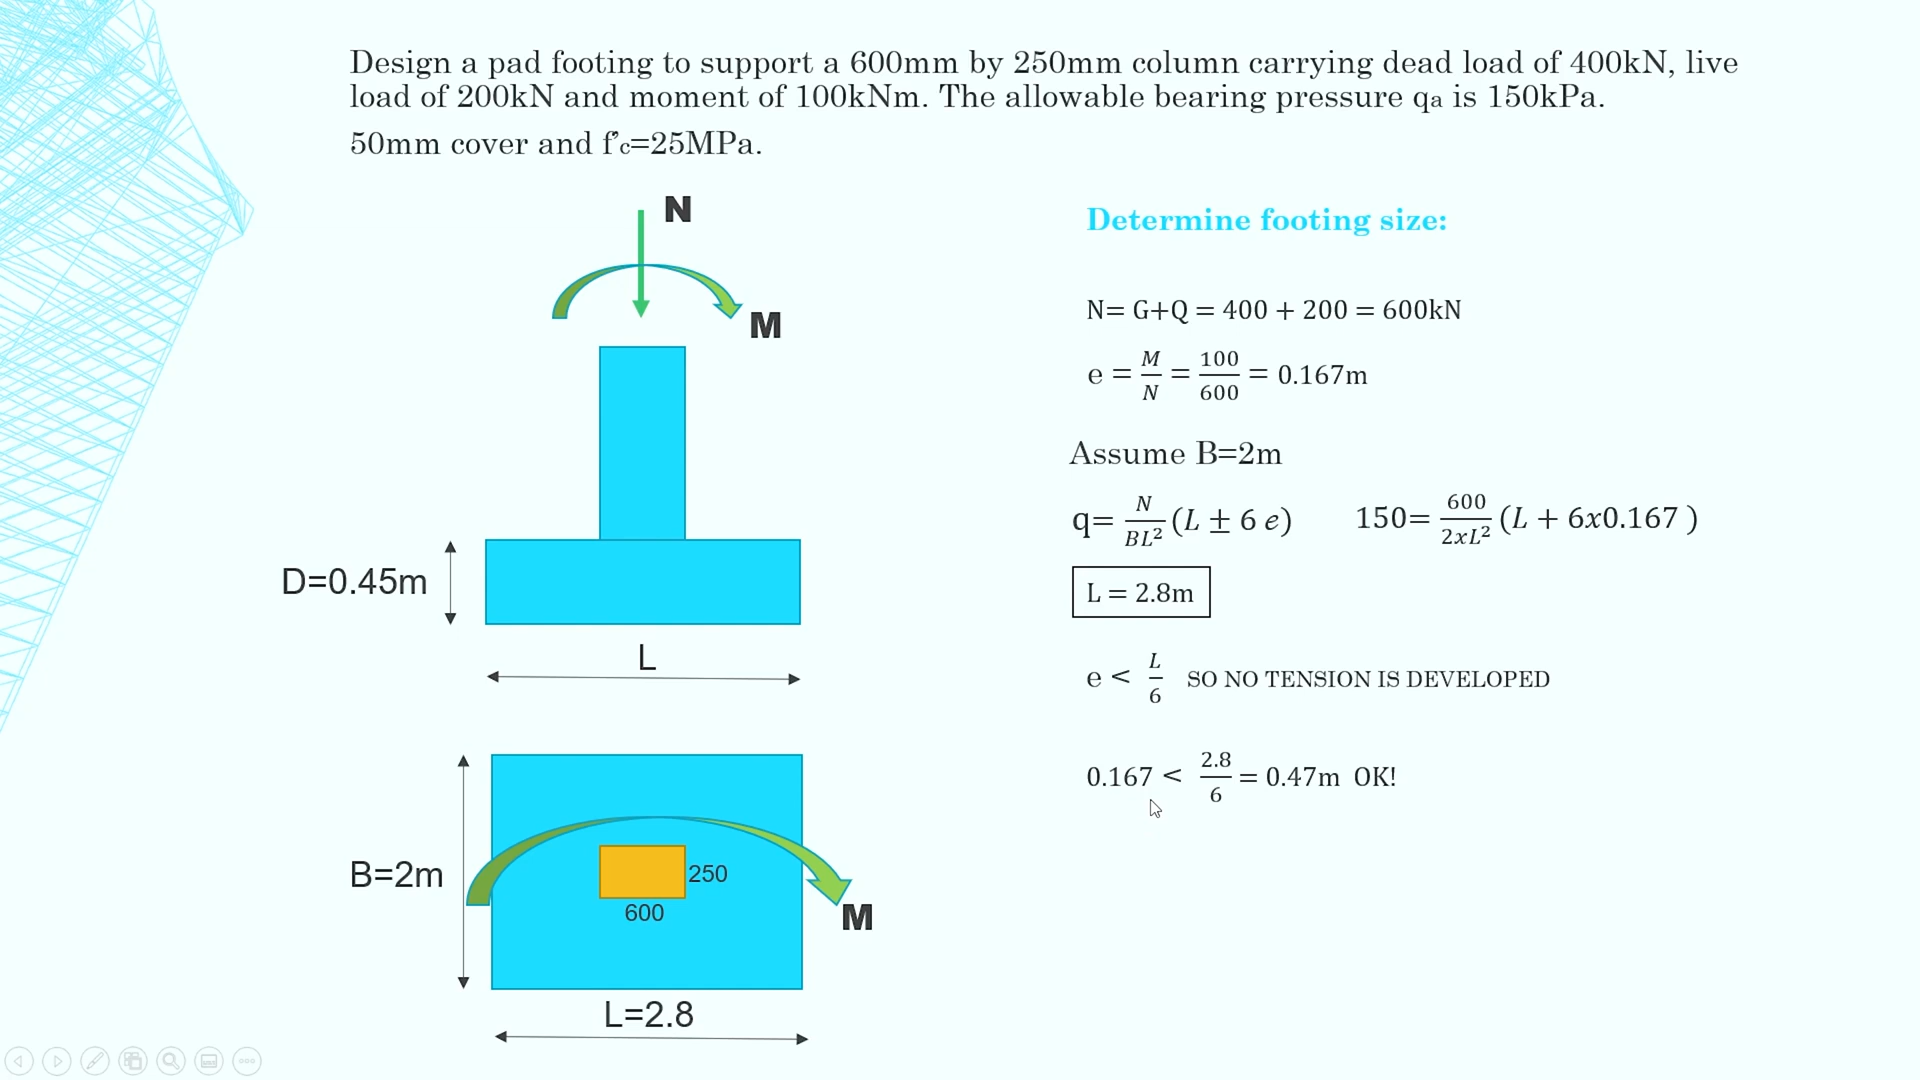 Design a pad footing to support a 600mm by 250mm column carrying dead load of 400kN, live
load of 200kN and moment of 100kNm. The allowable bearing pressure qa is 150kPa.
50mm cover and f’c=25MPa.
N
M
D=0.45m
L
B=2m
250
600
M
L=2.8
Determine footing size:
N= G+Q = 400 + 200 = 600kN
e = M/N = 100/600 = 0.167m
Assume B=2m
q= N/BL² (L ± 6 e) 150= 600/2xL² (L + 6x0.167 )
L = 2.8m
e < L/6 SO NO TENSION IS DEVELOPED
0.167 < 2.8/6 = 0.47m OK!